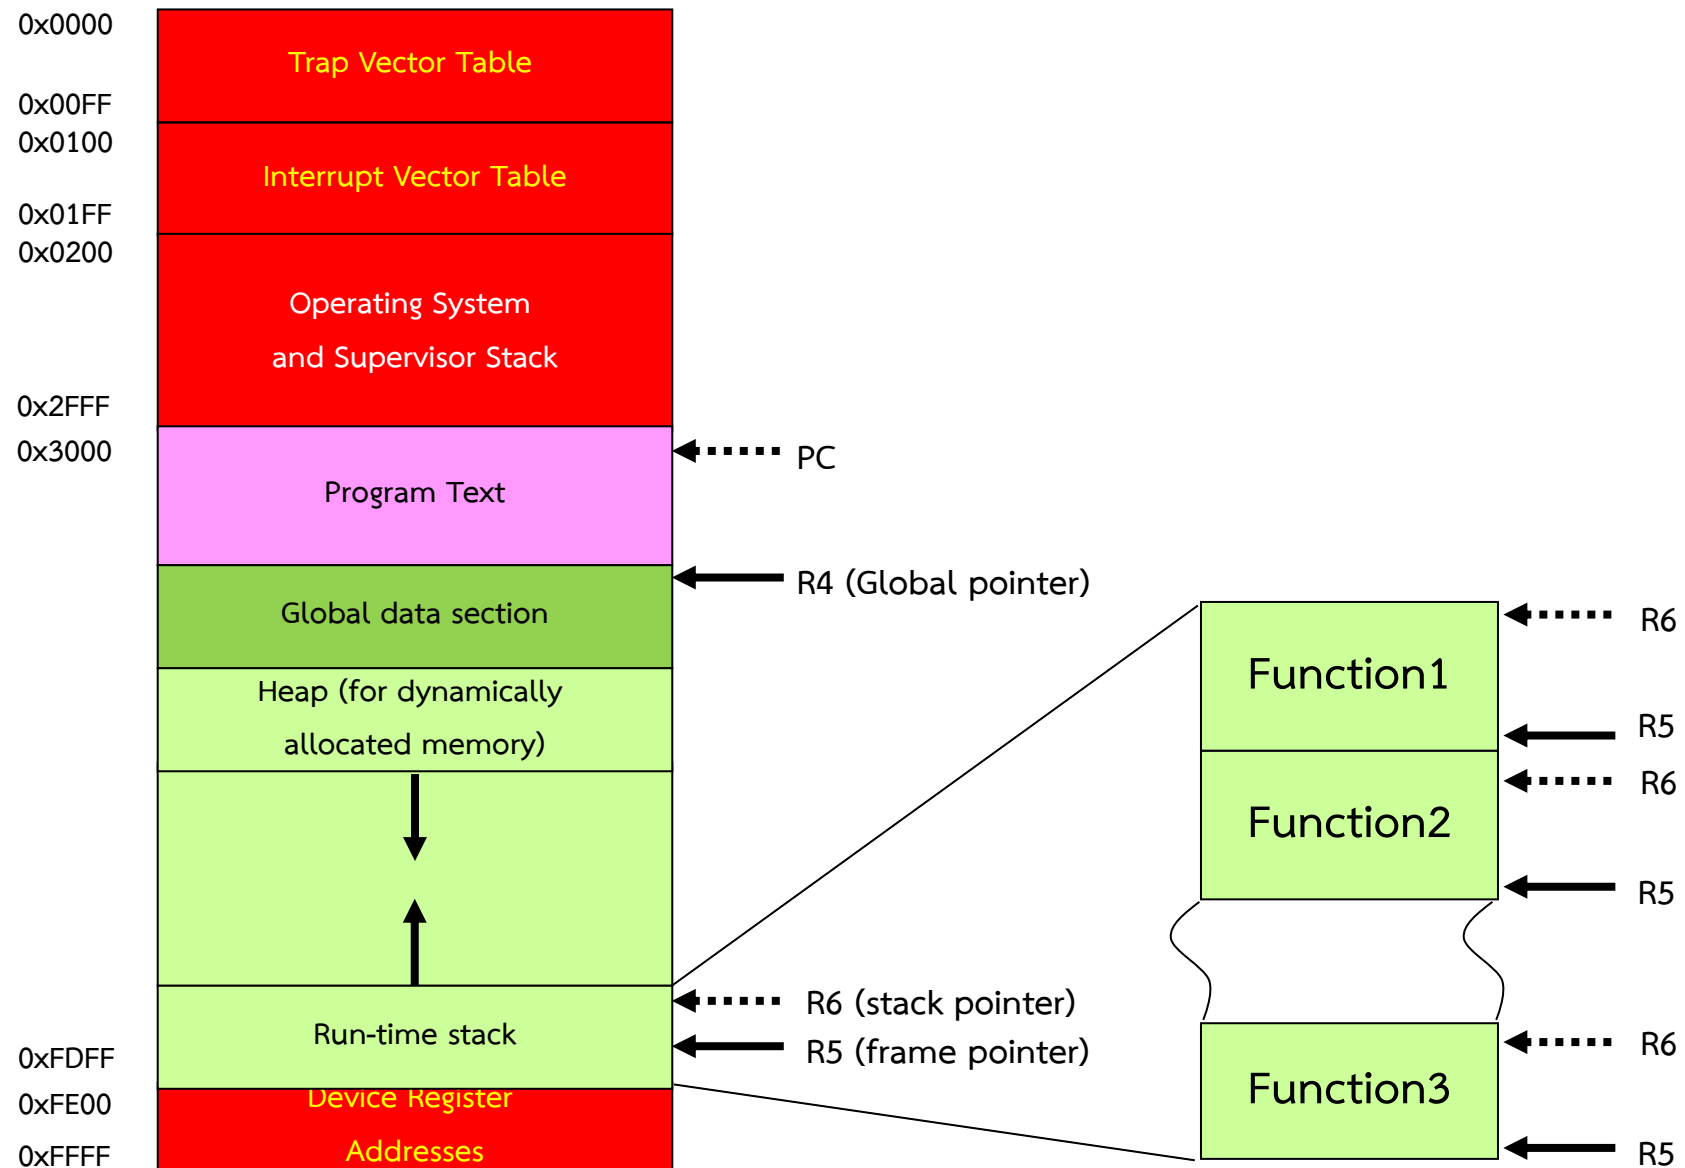 0x0000
Trap Vector Table
0x00FF
0x0100
Interrupt Vector Table
0x01FF
0x0200
Operating System
and Supervisor Stack
0x2FFF
0x3000
PC
Program Text
R4 (Global pointer)
Global data section
Heap (for dynamically
allocated memory)
R6 (stack pointer)
Run-time stack
R5 (frame pointer)
0xFDFF
0xFE00
Device Register
Addresses
0xFFFF
R6
Function1
R5
R6
Function2
R5
R6
Function3
R5